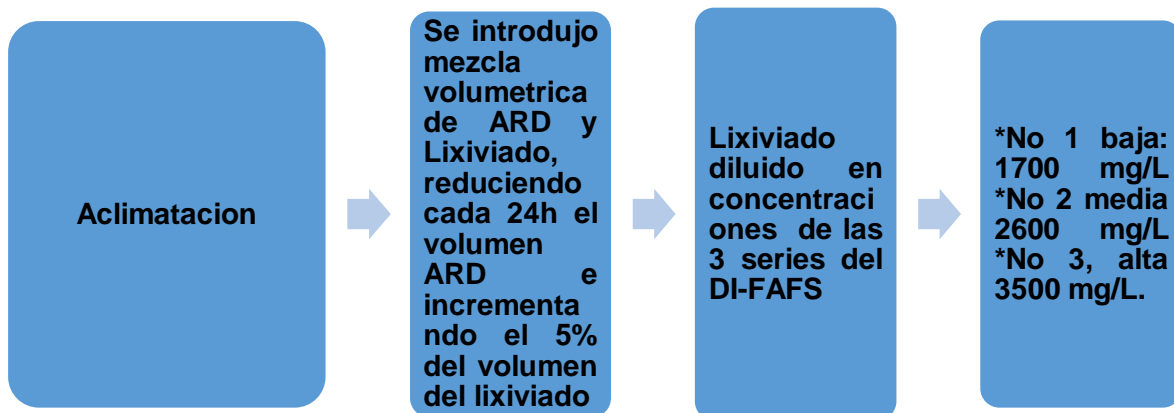 Aclimatacion
Se introdujo
mezcla
volumetrica
de ARD y
Lixiviado,
reduciendo
cada 24h el
volumen
ARD e
incrementa
ndo el 5%
del volumen
del lixiviado
Lixiviado
diluido en
concentraci
ones de las
3 series del
DI-FAFS
*No 1 baja:
1700 mg/L
*No 2 media
2600 mg/L
*No 3, alta
3500 mg/L.